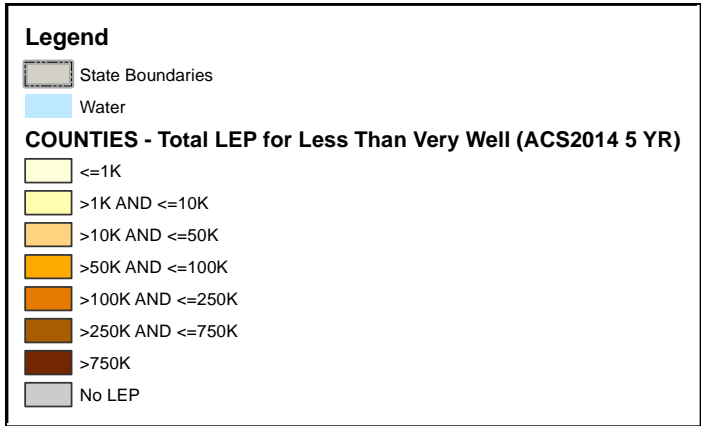 Legend
State Boundaries
Water
COUNTIES - Total LEP for Less Than Very Well (ACS2014 5 YR)
<=1K
>1K AND <=10K
>10K AND <=50K
>50K AND <=100K
>100K AND <=250K
>250K AND <=750K
>750K
No LEP